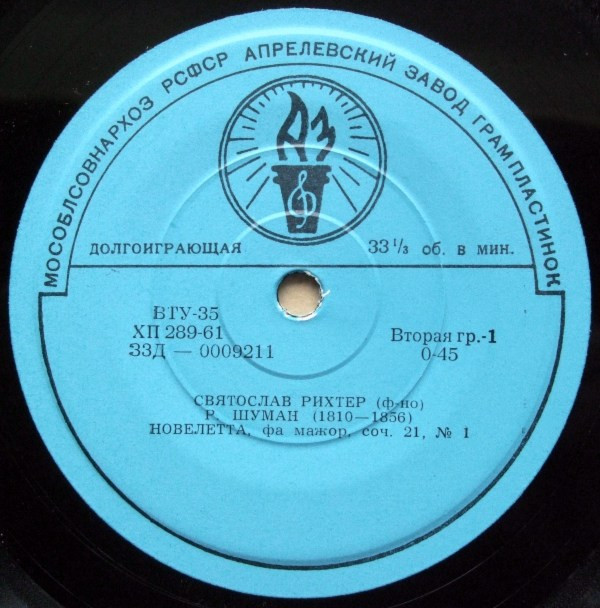 МОСОБЛСОВНАРХОЗ РСФСР АПРЕЛЕВСКИЙ ЗАВОД ГРАМПЛАСТИНОК
АЗ
ДОЛГОИГРАЮЩАЯ
33 1/3 об. в мин.
ВТУ-35
ХП 289-61
33Д — 0009211
Вторая гр.-1
0-45
СВЯТОСЛАВ РИХТЕР (ф-но)
Р. ШУМАН (1810—1856)
НОВЕЛЕТТА, фа мажор, соч. 21, № 1